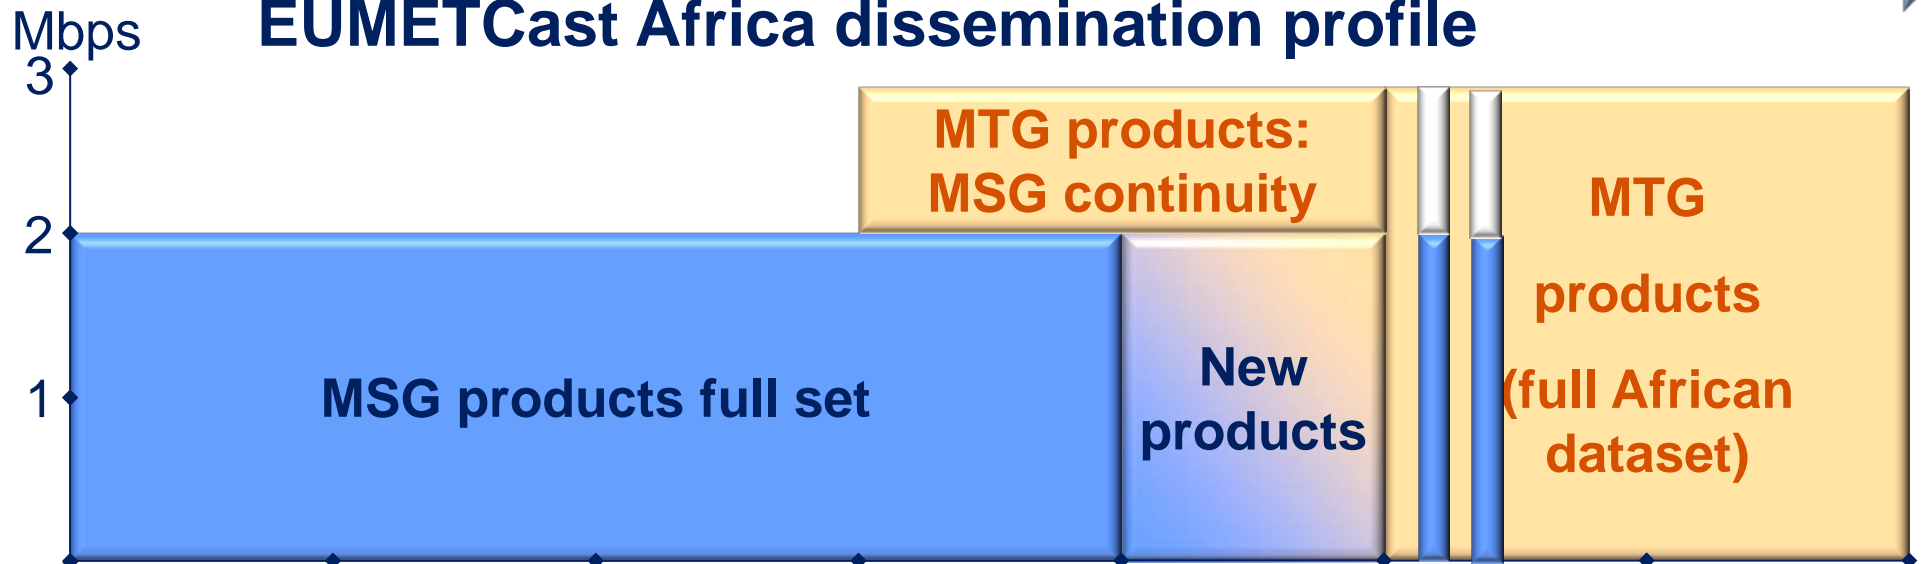 EUMETCast Africa dissemination profile
Mbps
3
MTG products:
MSG continuity
MTG
2
products
New
(full African
1
MSG products full set
products
dataset)